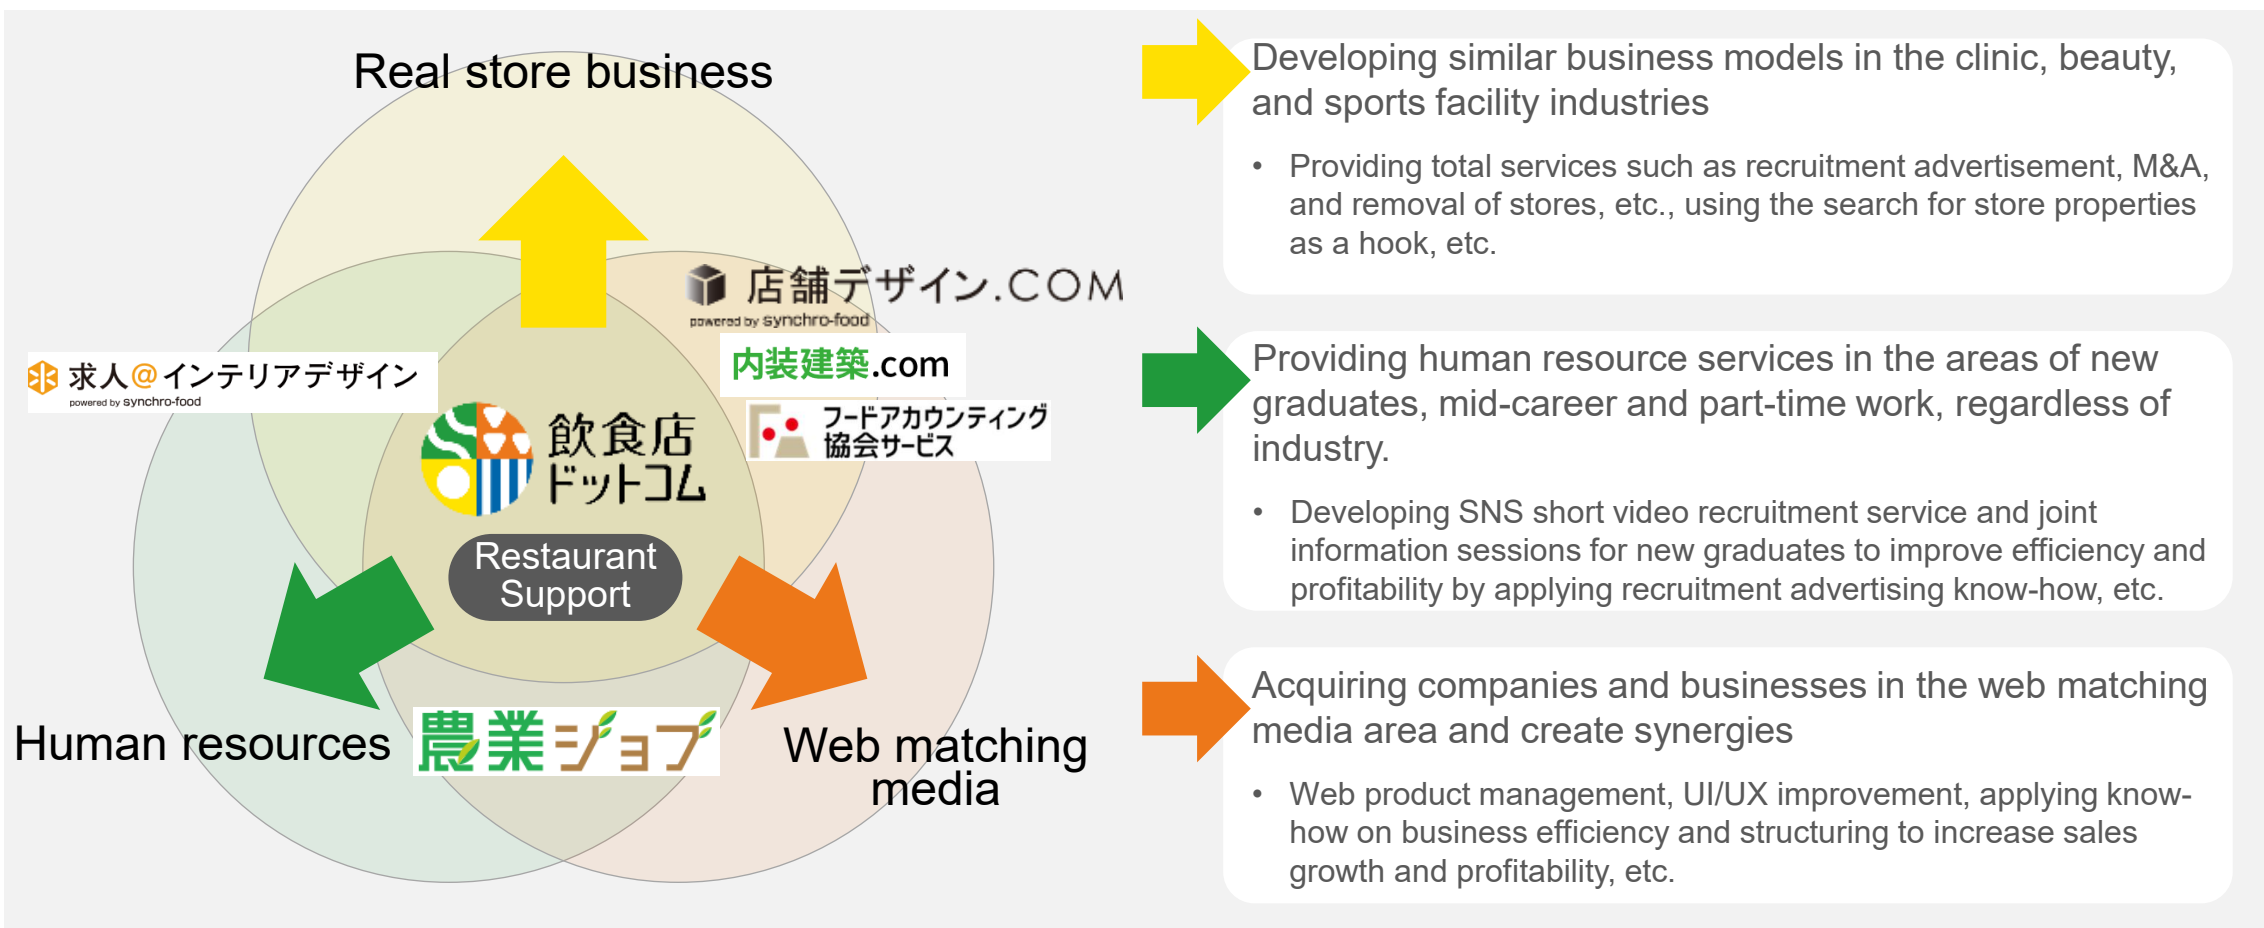 Real store business
店舗デザイン.COM
powered by synchro-food
内装建築.com
求人@インテリアデザイン
powered by synchro-food
フードアカウンティング
協会サービス
飲食店
ドットコム
Restaurant
Support
Human resources
農業ジョブ
Web matching
media
Developing similar business models in the clinic, beauty,
and sports facility industries
• Providing total services such as recruitment advertisement, M&A,
and removal of stores, etc., using the search for store properties
as a hook, etc.
Providing human resource services in the areas of new
graduates, mid-career and part-time work, regardless of
industry.
• Developing SNS short video recruitment service and joint
information sessions for new graduates to improve efficiency and
profitability by applying recruitment advertising know-how, etc.
Acquiring companies and businesses in the web matching
media area and create synergies
• Web product management, UI/UX improvement, applying know-
how on business efficiency and structuring to increase sales
growth and profitability, etc.